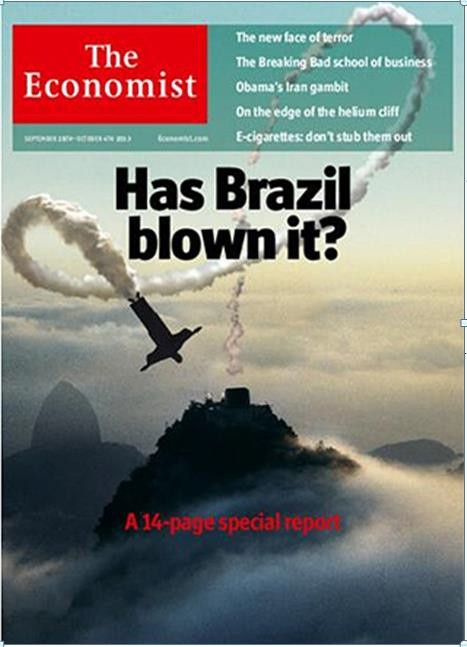 The
Economist
SEPTEMBER 28TH-OCTOBER 4TH 2013
Economist.com
The new face of terror
The Breaking Bad school of business
Obama's Iran gambit
On the edge of the helium cliff
E-cigarettes: don't stub them out
Has Brazil
blown it?
A 14-page special report